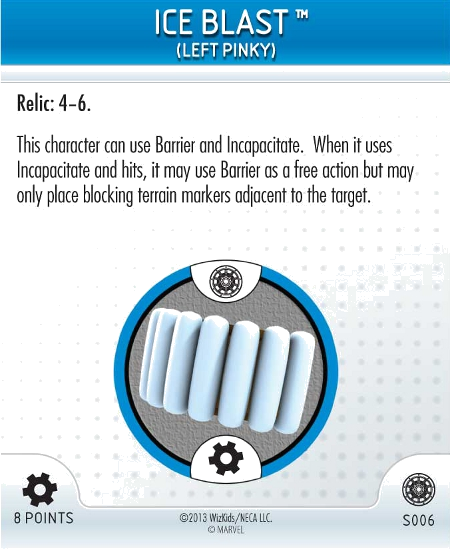 ICE BLAST ™
(LEFT PINKY)
Relic: 4–6.
This character can use Barrier and Incapacitate.  When it uses
Incapacitate and hits, it may use Barrier as a free action but may
only place blocking terrain markers adjacent to the target.
8 POINTS
©2013 WizKids/NECA LLC.
© MARVEL
S006